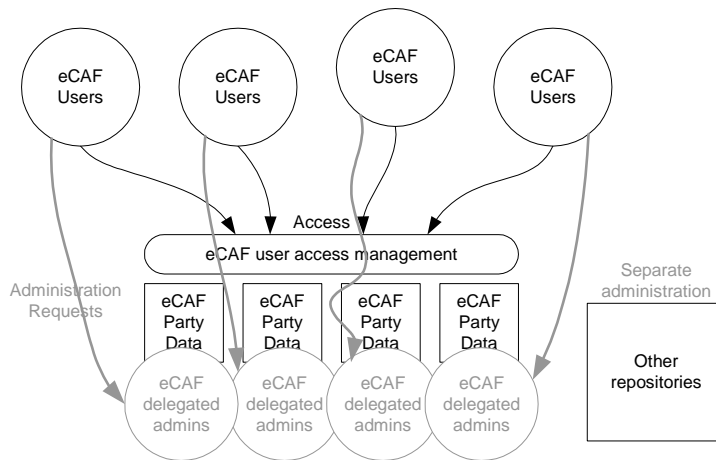 eCAF
Users
eCAF
Users
eCAF
Users
eCAF
Users
Access
eCAF user access management
Administration
Requests
eCAF
Party
Data
eCAF
Party
Data
eCAF
Party
Data
eCAF
Party
Data
Separate
administration
Other
repositories
eCAF
delegated
admins
eCAF
delegated
admins
eCAF
delegated
admins
eCAF
delegated
admins